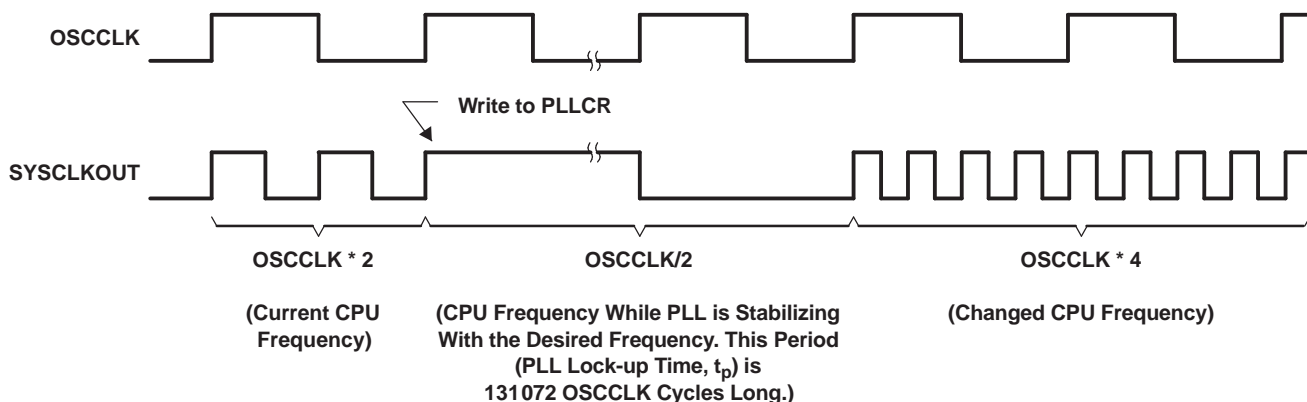 OSCCLK
Write to PLLCR
SYSCLKOUT
OSCCLK * 2
OSCCLK/2
OSCCLK * 4
(Current CPU
Frequency)
(CPU Frequency While PLL is Stabilizing
With the Desired Frequency. This Period
(PLL Lock-up Time, tp) is
131072 OSCCLK Cycles Long.)
(Changed CPU Frequency)